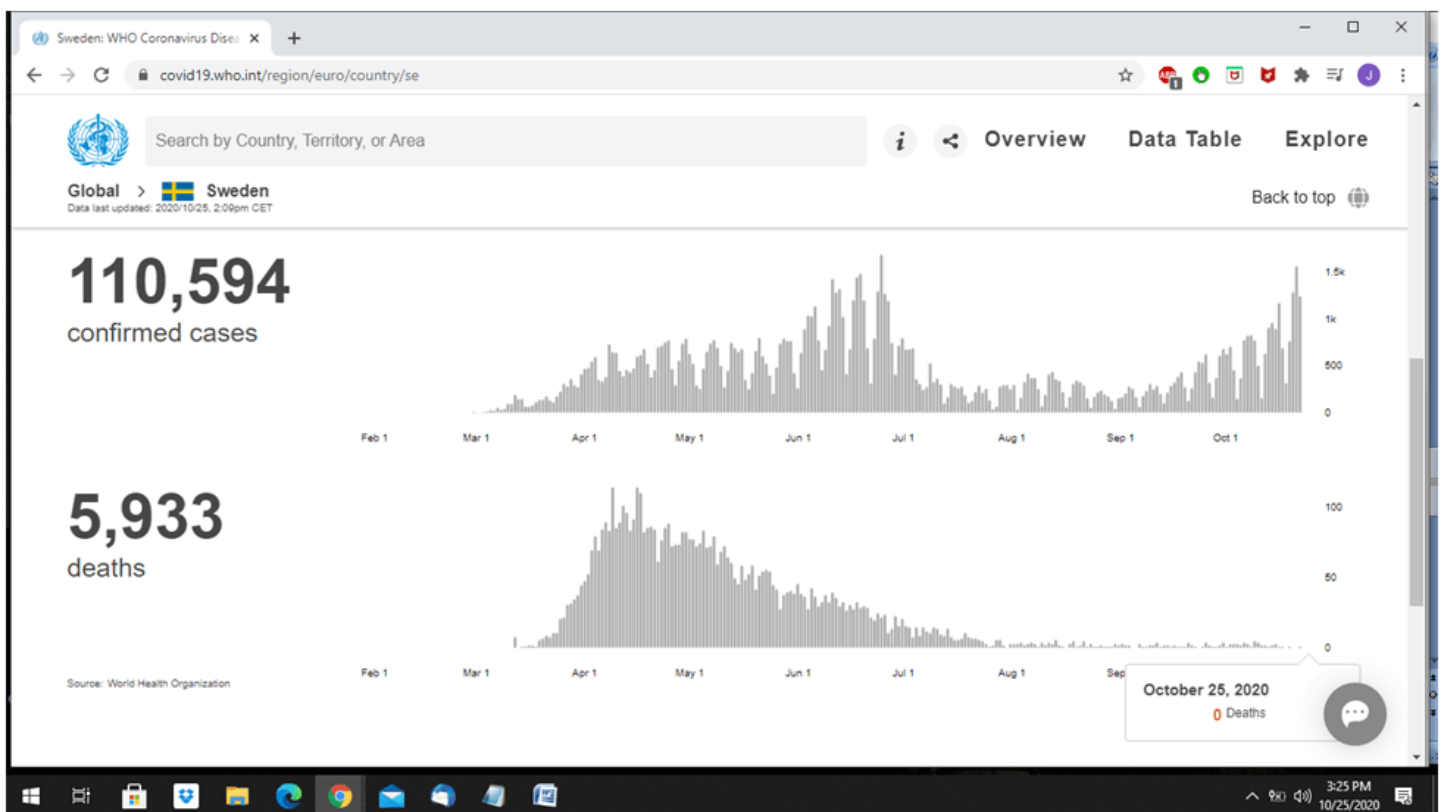 Sweden: WHO Coronavirus Disea
covid19.who.int/region/euro/country/se
J
Search by Country, Territory, or Area
i
Overview
Data Table
Explore
Global > Sweden
Data last updated: 2020/10/25, 2:09pm CET
Back to top
110,594
confirmed cases
1.5k
1k
500
0
Feb 1 Mar 1 Apr 1 May 1 Jun 1 Jul 1 Aug 1 Sep 1 Oct 1
5,933
deaths
100
50
0
Feb 1 Mar 1 Apr 1 May 1 Jun 1 Jul 1 Aug 1 Sep
Source: World Health Organization
October 25, 2020
0 Deaths
3:25 PM
10/25/2020